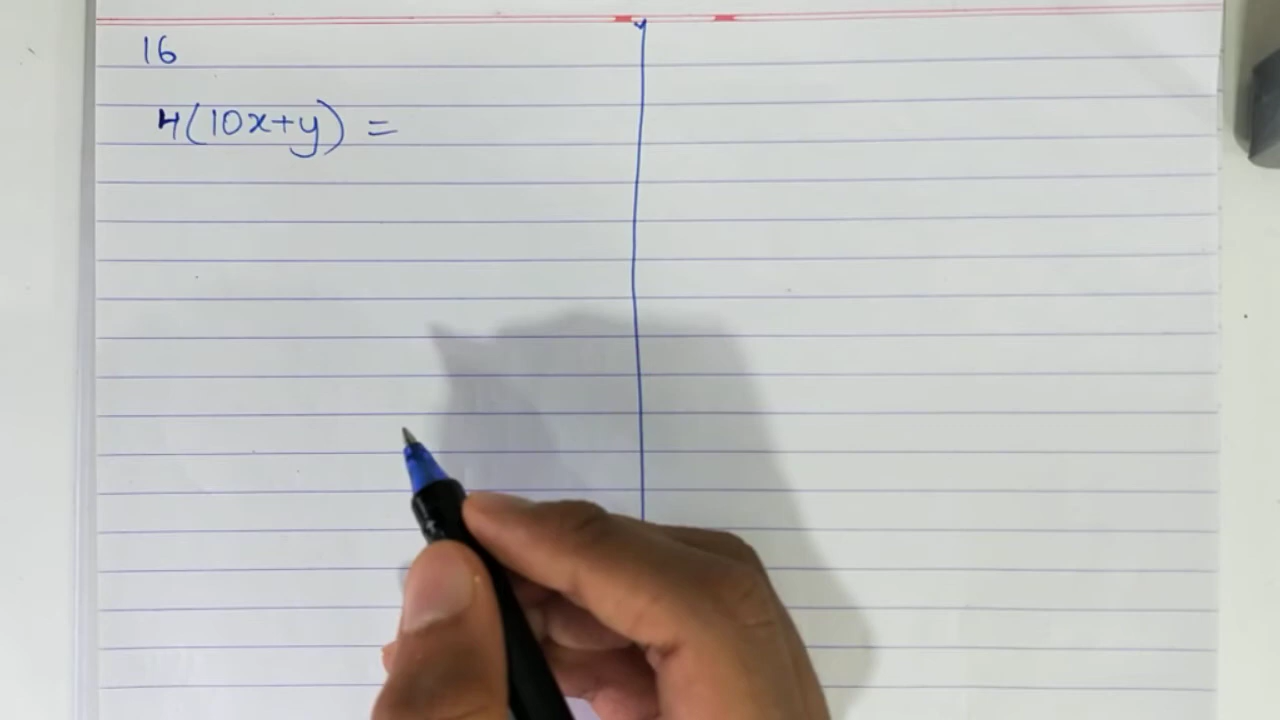 16
4(10x+y) =